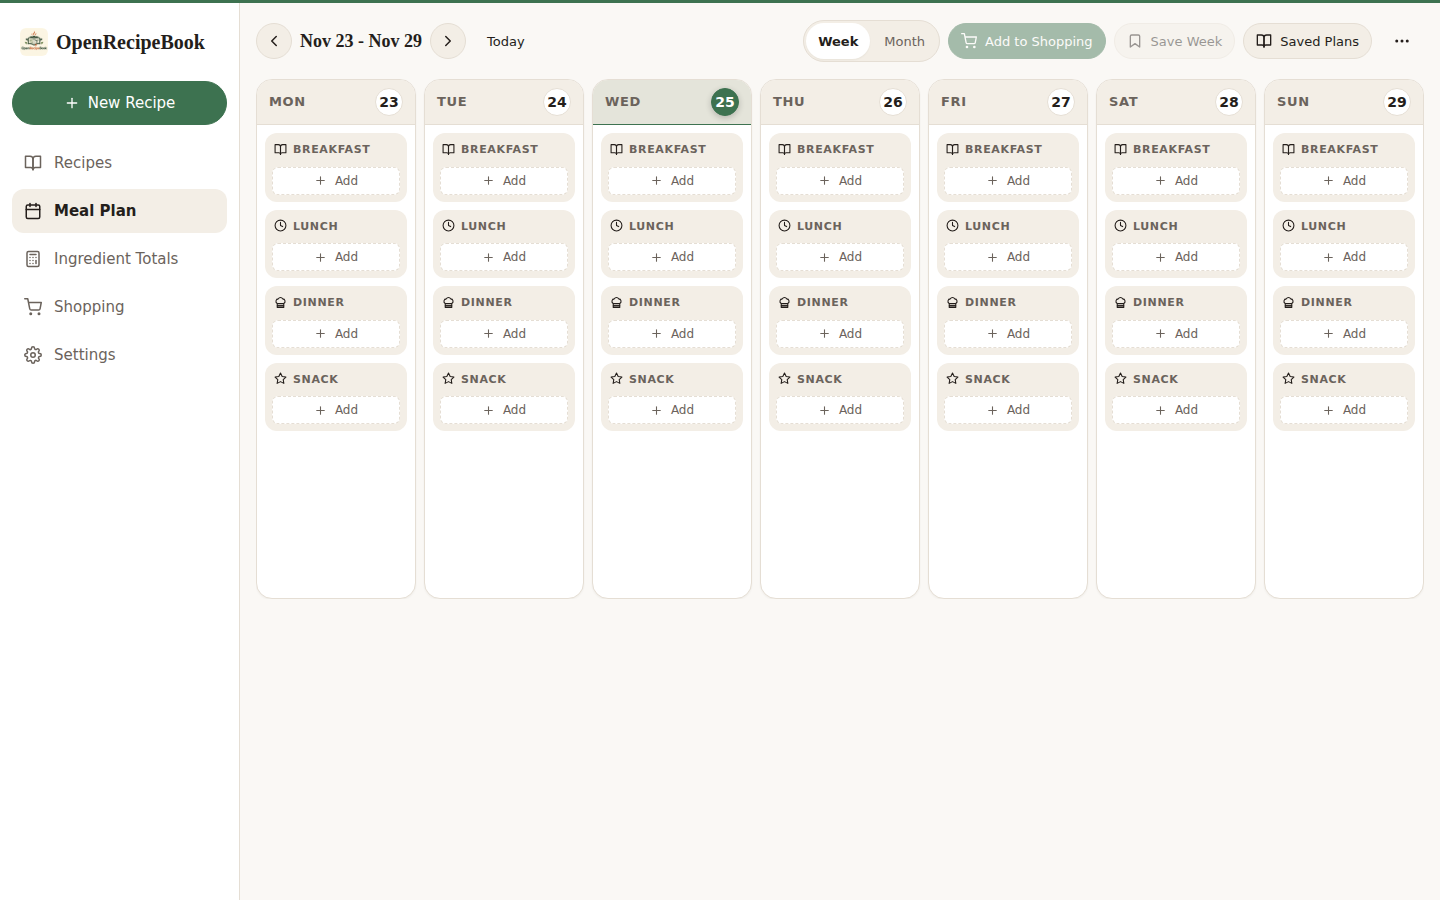 OpenRecipeBook
New Recipe
Recipes
Meal Plan
Ingredient Totals
Shopping
Settings
Nov 23 - Nov 29
Today
Week
Month
Add to Shopping
Save Week
Saved Plans
MON 23
BREAKFAST
Add
LUNCH
Add
DINNER
Add
SNACK
Add
TUE 24
BREAKFAST
Add
LUNCH
Add
DINNER
Add
SNACK
Add
WED 25
BREAKFAST
Add
LUNCH
Add
DINNER
Add
SNACK
Add
THU 26
BREAKFAST
Add
LUNCH
Add
DINNER
Add
SNACK
Add
FRI 27
BREAKFAST
Add
LUNCH
Add
DINNER
Add
SNACK
Add
SAT 28
BREAKFAST
Add
LUNCH
Add
DINNER
Add
SNACK
Add
SUN 29
BREAKFAST
Add
LUNCH
Add
DINNER
Add
SNACK
Add